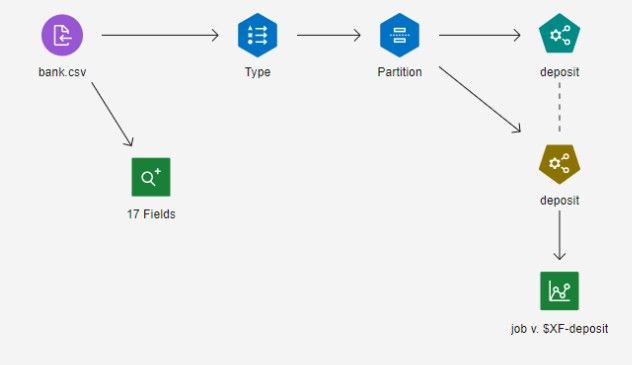 bank.csv
Type
Partition
deposit
17 Fields
deposit
job v. $XF-deposit